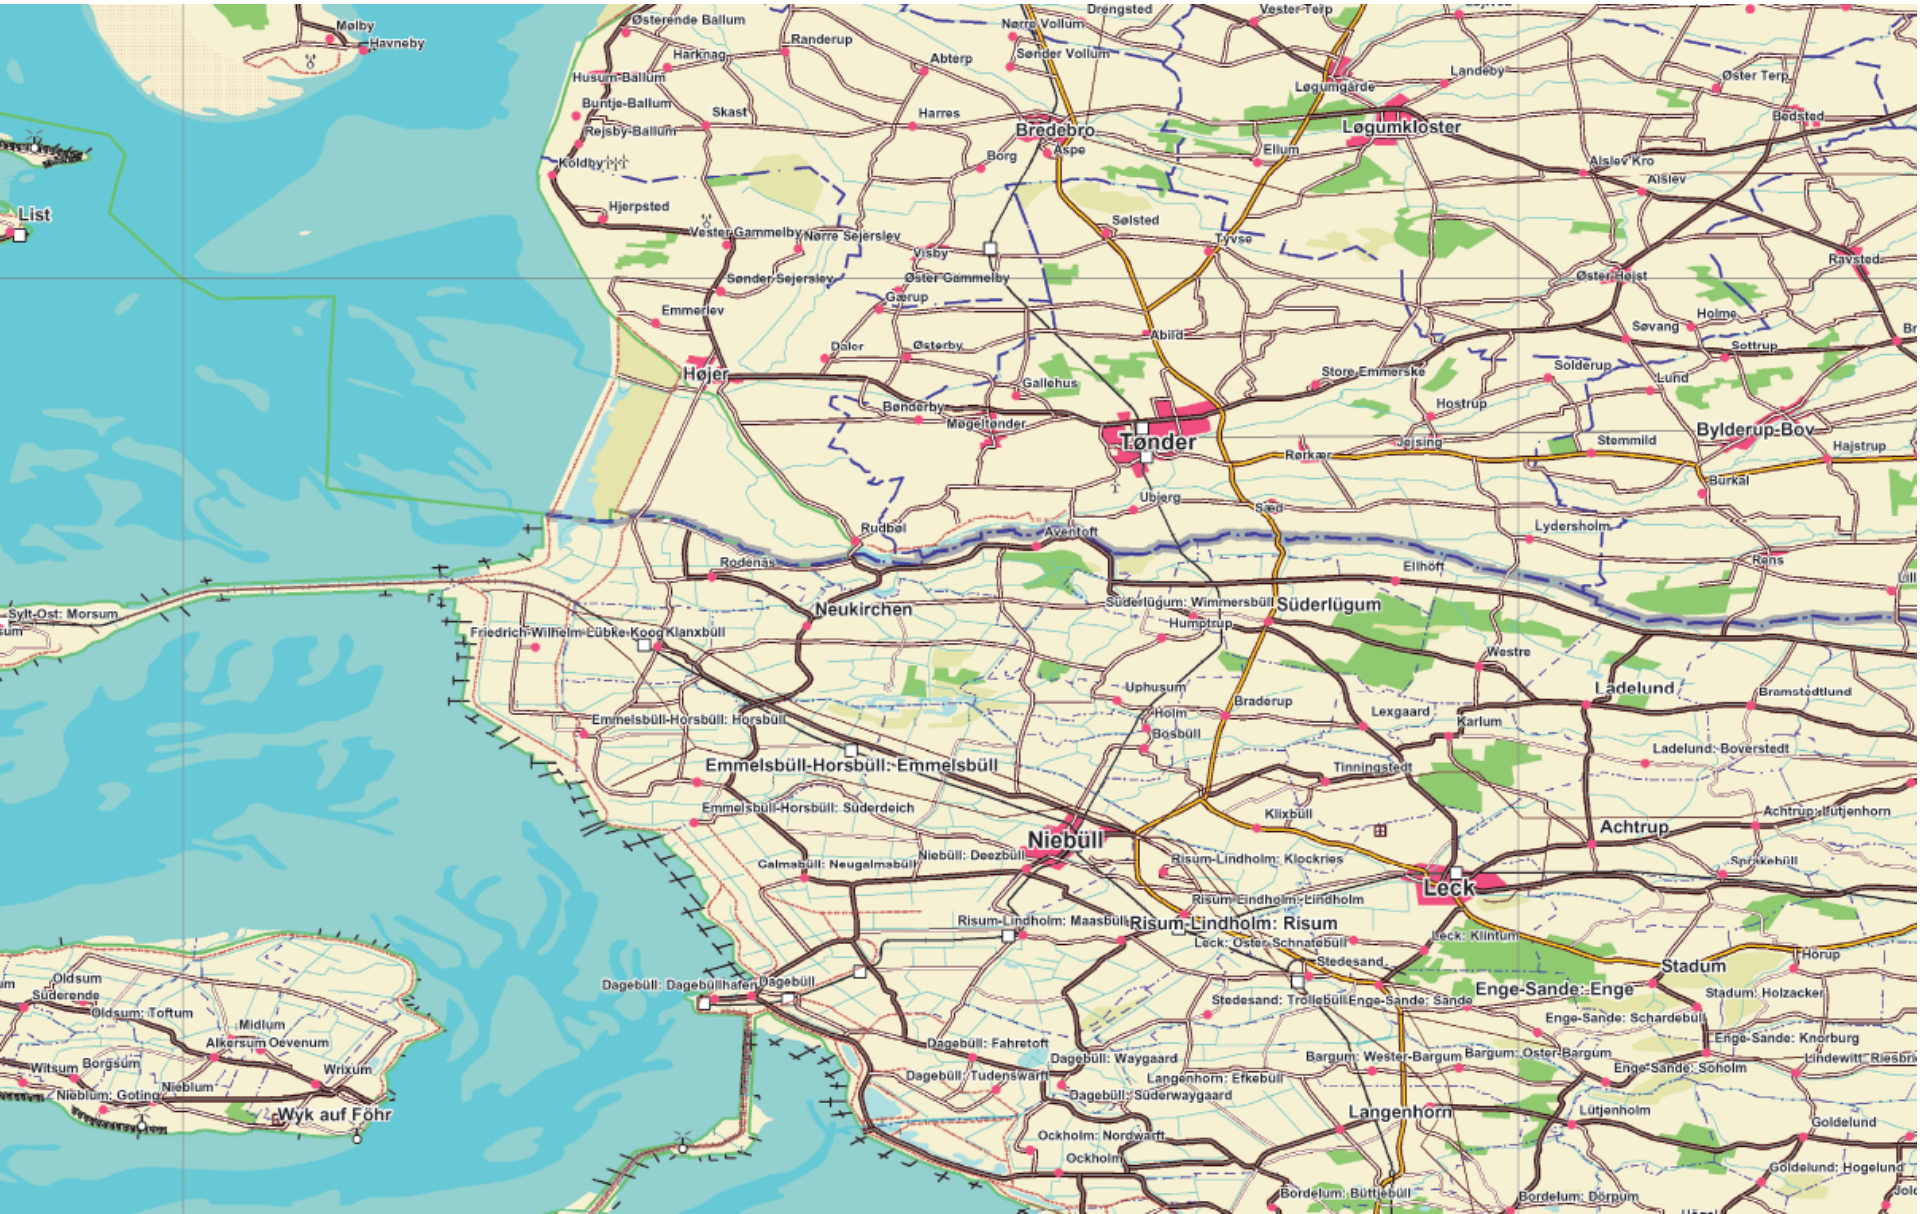 Mølby
Havneby
Østerende Ballum
Harknag
Randerup
Husum-Ballum
Buntje-Ballum
Skast
Rejsby-Ballum
Koldby
Hjerpsted
Drengsted
Nørre Vollum
Sønder Vollum
Abterp
Harres
Bredebro
Aspe
Borg
Vester Terp
Løgumgårde
Landeby
Øster Terp
Løgumkloster
Bedsted
Ellum
Alslev Kro
Alslev
List
Vester Gammelby
Nørre Sejerslev
Visby
Øster Gammelby
Sønder Sejerslev
Gærup
Emmerlev
Sølsted
Tyvse
Øster Højst
Ravsted
Holme
Søvang
Abild
Sottrup
Daler
Østerby
Højer
Gallehus
Store Emmerske
Solderup
Lund
Bønderby
Møgeltønder
Hostrup
Tønder
Jejsing
Stemmild
Bylderup-Bov
Hajstrup
Rørkær
Burkal
Ubjerg
Sæd
Rudbøl
Aventoft
Lydersholm
Rens
Rodenäs
Ellhöft
Sylt-Ost: Morsum
Neukirchen
Süderlügum: Wimmersbüll
Süderlügum
Humptrup
Friedrich-Wilhelm-Lübke-Koog
Klanxbüll
Westre
Uphusum
Ladelund
Bramstedtlund
Holm
Braderup
Lexgaard
Karlum
Bosbüll
Emmelsbüll-Horsbüll: Horsbüll
Ladelund: Boverstedt
Emmelsbüll-Horsbüll: Emmelsbüll
Tinningstedt
Emmelsbüll-Horsbüll: Süderdeich
Klixbüll
Achtrup: Lütjenhorn
Achtrup
Niebüll
Niebüll: Deezbüll
Galmsbüll: Neugalmsbüll
Risum-Lindholm: Klockries
Sprakebüll
Leck
Risum-Lindholm: Lindholm
Risum-Lindholm: Maasbüll
Risum-Lindholm: Risum
Leck: Oster-Schnatebüll
Leck: Klintum
Stedesand
Stadum
Hörup
Dagebüll: Dagebüllhafen
Dagebüll
Stedesand: Trollebüll
Enge-Sande: Sande
Enge-Sande: Enge
Stadum: Holzacker
Enge-Sande: Schardebüll
Enge-Sande: Knorburg
Oldsum
Süderende
Oldsum: Toftum
Midlum
Alkersum
Oevenum
Wrixum
Witsum
Borgsum
Nieblum
Nieblum: Goting
Wyk auf Föhr
Dagebüll: Fahretoft
Dagebüll: Waygaard
Bargum: Wester-Bargum
Bargum: Oster-Bargum
Enge-Sande: Soholm
Dagebüll: Tudenswarft
Langenhorn: Efkebüll
Dagebüll: Süderwaygaard
Langenhorn
Lütjenholm
Goldelund
Ockholm: Nordwarft
Ockholm
Goldelund: Hogelund
Bordelum: Büttjebüll
Bordelum: Dörpum